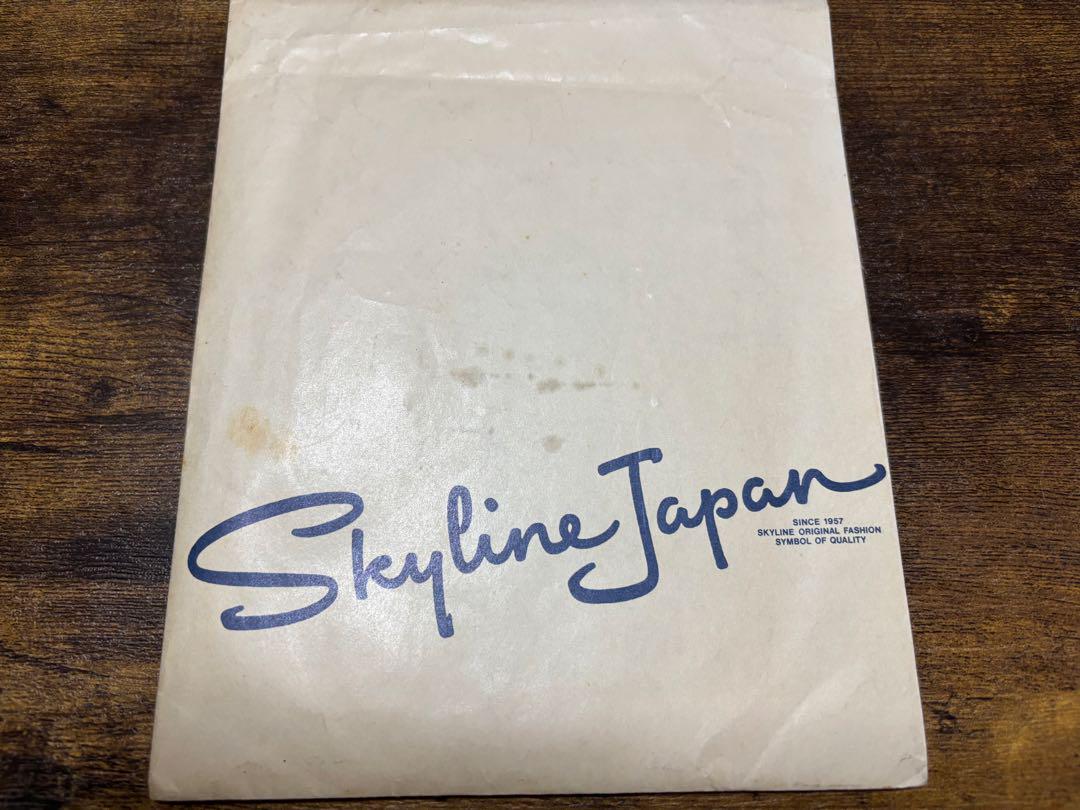 Skyline Japan
SINCE 1957
SKYLINE ORIGINAL FASHION
SYMBOL OF QUALITY